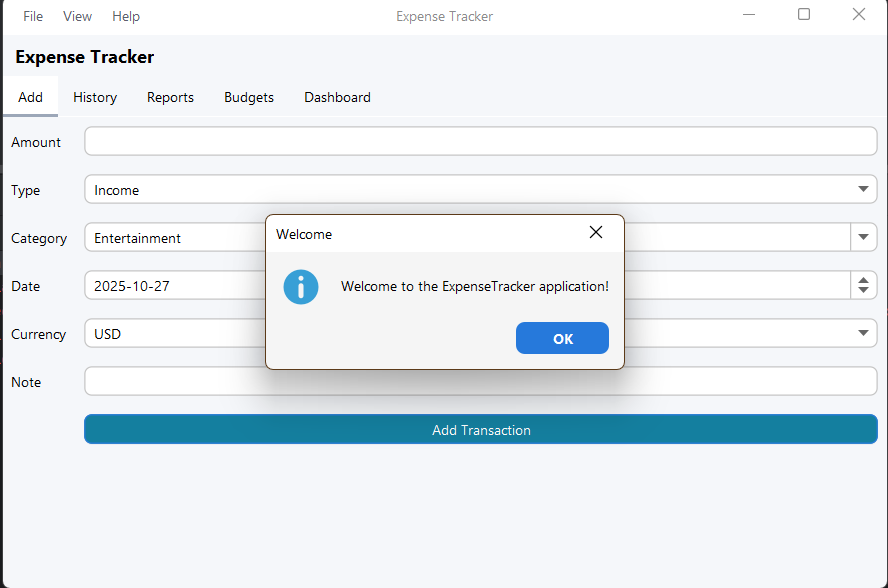 File View Help Expense Tracker
Expense Tracker
Add History Reports Budgets Dashboard
Amount
Type Income
Category Entertainment
Date 2025-10-27
Currency USD
Note
Add Transaction
Welcome
Welcome to the ExpenseTracker application!
OK